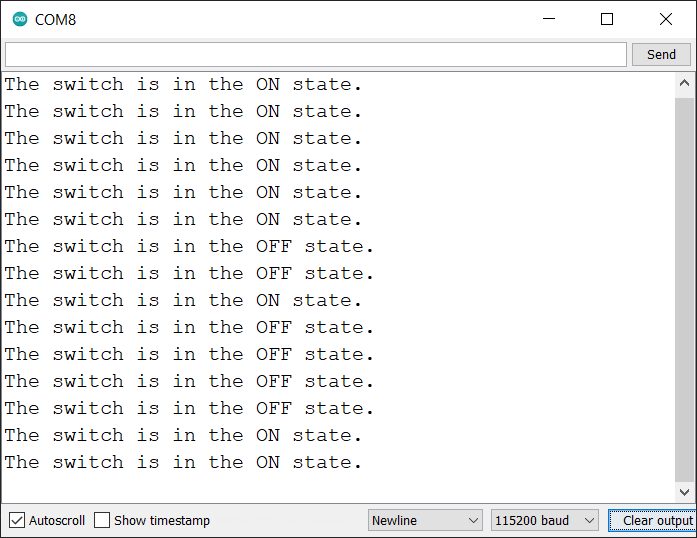 COM8
Send
The switch is in the ON state.
The switch is in the ON state.
The switch is in the ON state.
The switch is in the ON state.
The switch is in the ON state.
The switch is in the ON state.
The switch is in the OFF state.
The switch is in the OFF state.
The switch is in the ON state.
The switch is in the OFF state.
The switch is in the OFF state.
The switch is in the OFF state.
The switch is in the OFF state.
The switch is in the ON state.
The switch is in the ON state.
Autoscroll Show timestamp Newline 115200 baud Clear output